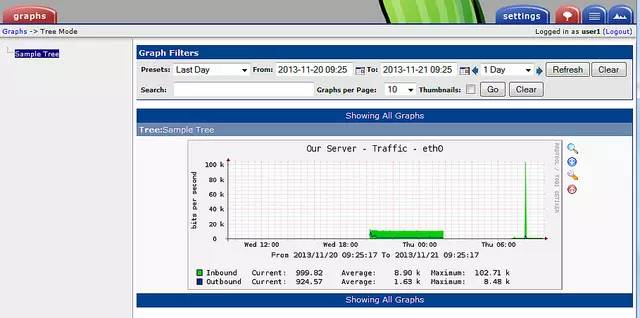 graphs
settings
Graphs -> Tree Mode
Logged in as user1 (Logout)
Sample Tree
Graph Filters
Presets: Last Day From: 2013-11-20 09:25 To: 2013-11-21 09:25 1 Day Refresh Clear
Search: Graphs per Page: 10 Thumbnails: Go Clear
Showing All Graphs
Tree:Sample Tree
Our Server - Traffic - eth0
100 k
80 k
60 k
40 k
20 k
0
bits per second
Wed 12:00 Wed 18:00 Thu 00:00 Thu 06:00
From 2013/11/20 09:25:17 To 2013/11/21 09:25:17
Inbound Current: 999.82 Average: 8.90 k Maximum: 102.71 k
Outbound Current: 924.57 Average: 1.63 k Maximum: 8.48 k
RRDTOOL / TOBI OETIKER
Showing All Graphs